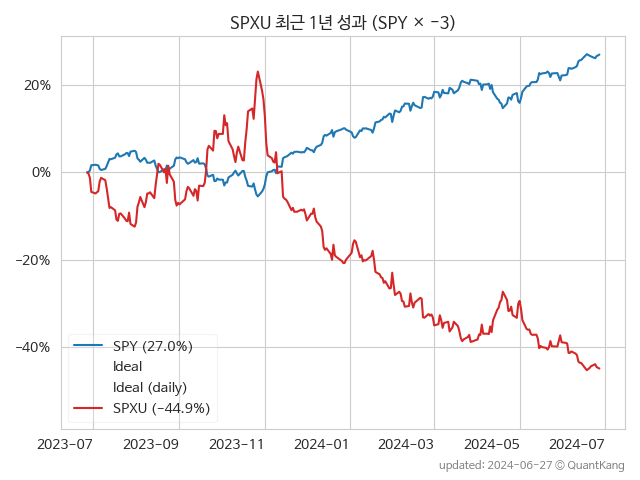 SPXU 최근 1년 성과 (SPY × −3)
20%
0%
−20%
−40%
SPY (27.0%)
Ideal
Ideal (daily)
SPXU (−44.9%)
2023-07
2023-09
2023-11
2024-01
2024-03
2024-05
2024-07
updated: 2024-06-27 © QuantKang